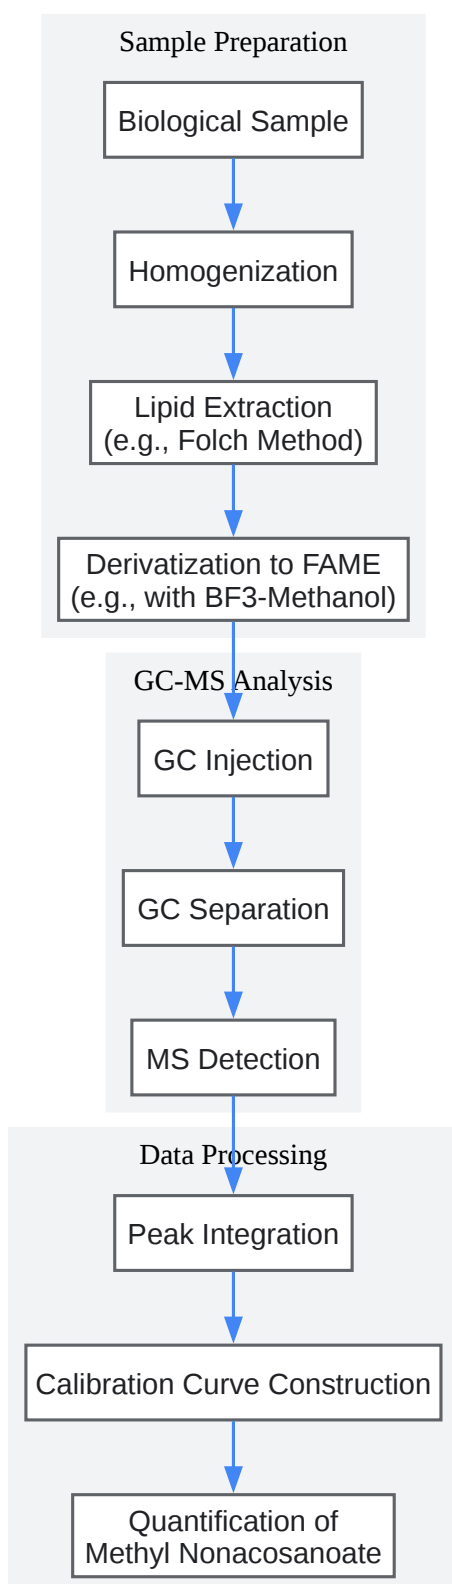 Sample Preparation
Biological Sample
Homogenization
Lipid Extraction
(e.g., Folch Method)
Derivatization to FAME
(e.g., with BF3-Methanol)
GC-MS Analysis
GC Injection
GC Separation
MS Detection
Data Processing
Peak Integration
Calibration Curve Construction
Quantification of
Methyl Nonacosanoate